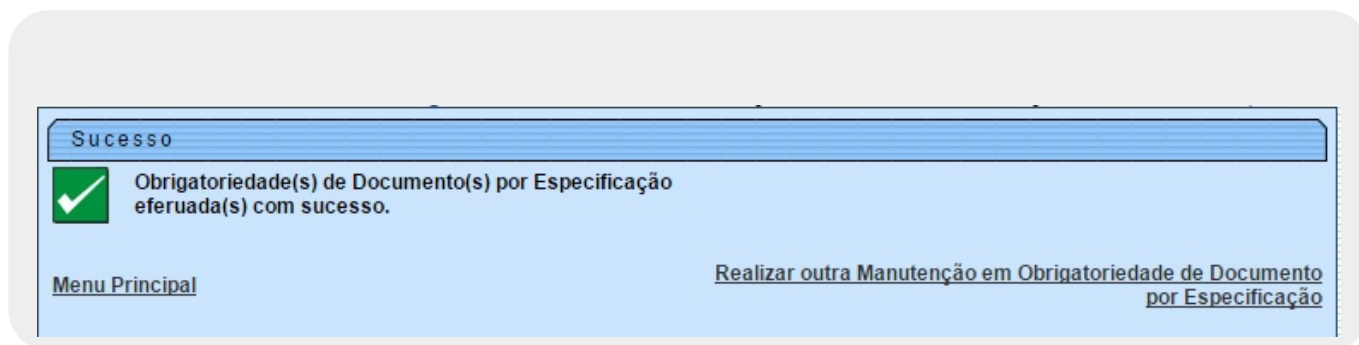 Sucesso
Obrigatoriedade(s) de Documento(s) por Especificação
eferuada(s) com sucesso.
Menu Principal
Realizar outra Manutenção em Obrigatoriedade de Documento
por Especificação